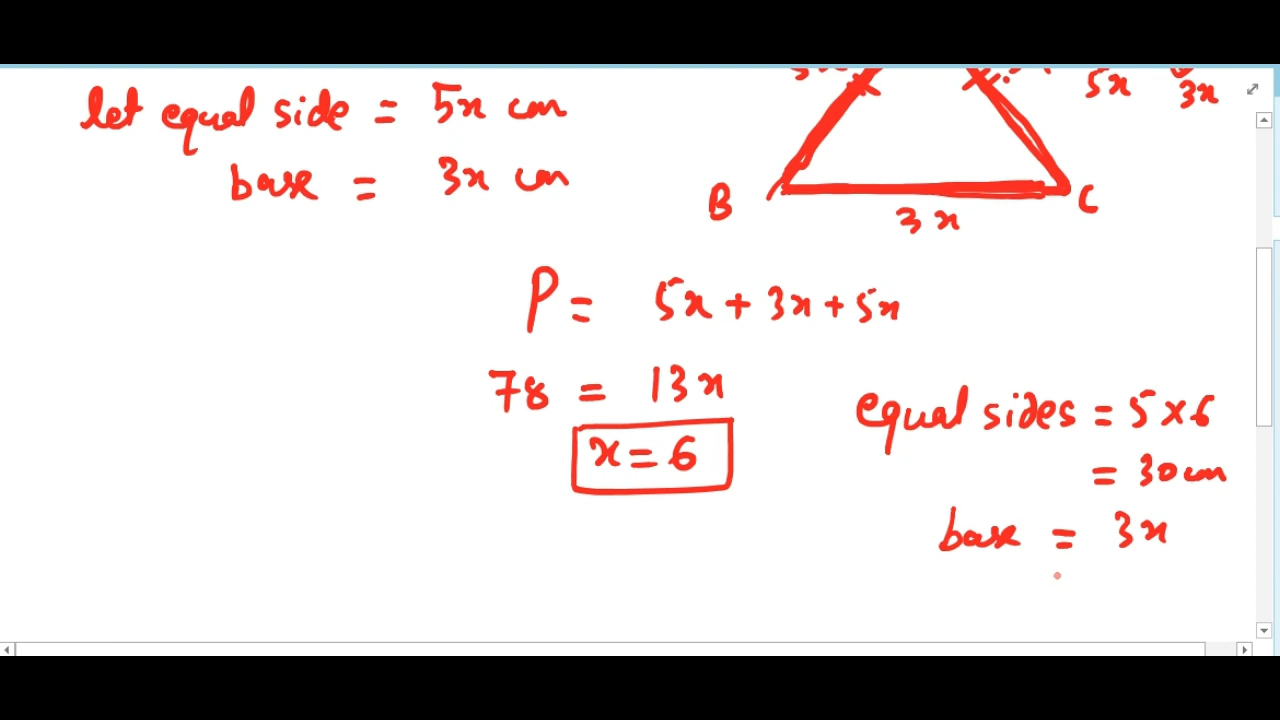 let equal side = 5x cm
base = 3x cm
5x
3x
B
C
3x
P = 5x + 3x + 5x
78 = 13x
x = 6
equal sides = 5 × 6
= 30 cm
base = 3x